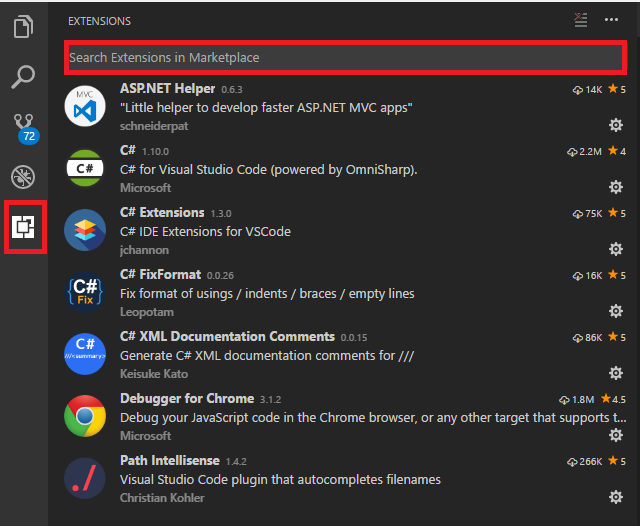 EXTENSIONS
Search Extensions in Marketplace
72
MVC
ASP.NET Helper 0.6.3 14K ★ 5
"Little helper to develop faster ASP.NET MVC apps"
schneiderpat
C#
C# 1.10.0 2.2M ★ 4
C# for Visual Studio Code (powered by OmniSharp).
Microsoft
C# Extensions 1.3.0 75K ★ 5
C# IDE Extensions for VSCode
jchannon
C#
Fix
C# FixFormat 0.0.26 16K ★ 5
Fix format of usings / indents / braces / empty lines
Leopotam
C#
///<summary>
C# XML Documentation Comments 0.0.15 86K ★ 5
Generate C# XML documentation comments for ///
Keisuke Kato
Debugger for Chrome 3.1.2 1.8M ★ 4.5
Debug your JavaScript code in the Chrome browser, or any other target that supports t...
Microsoft
./
Path Intellisense 1.4.2 266K ★ 5
Visual Studio Code plugin that autocompletes filenames
Christian Kohler